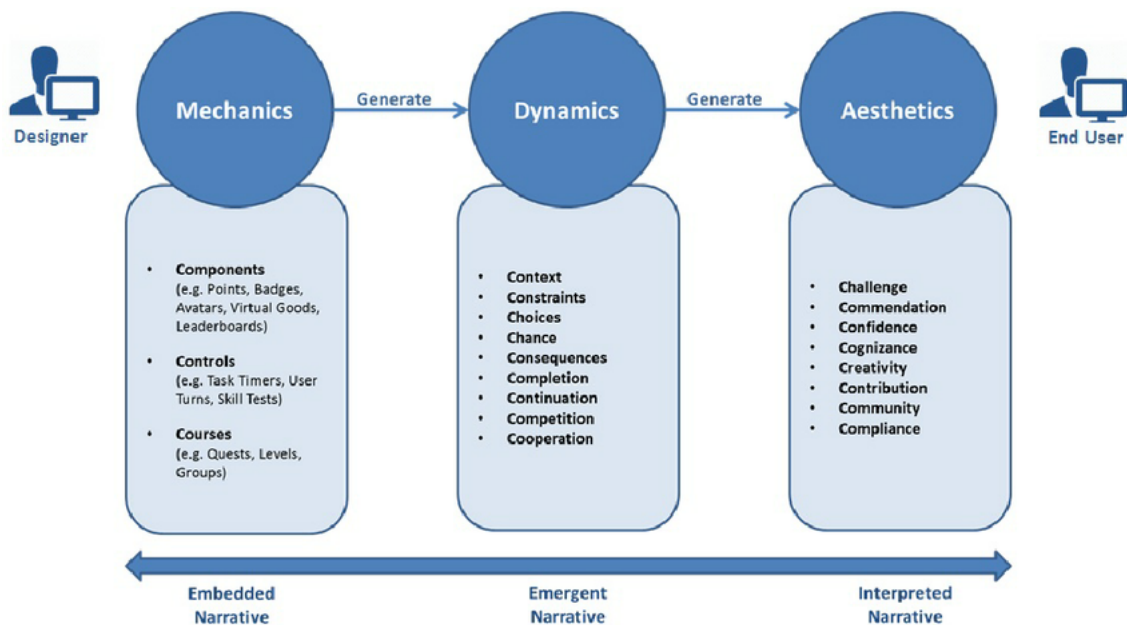 Designer
Mechanics
Generate
Dynamics
Generate
Aesthetics
End User
• Components
(e.g. Points, Badges,
Avatars, Virtual Goods,
Leaderboards)
• Controls
(e.g. Task Timers, User
Turns, Skill Tests)
• Courses
(e.g. Quests, Levels,
Groups)
• Context
• Constraints
• Choices
• Chance
• Consequences
• Completion
• Continuation
• Competition
• Cooperation
• Challenge
• Commendation
• Confidence
• Cognizance
• Creativity
• Contribution
• Community
• Compliance
Embedded
Narrative
Emergent
Narrative
Interpreted
Narrative